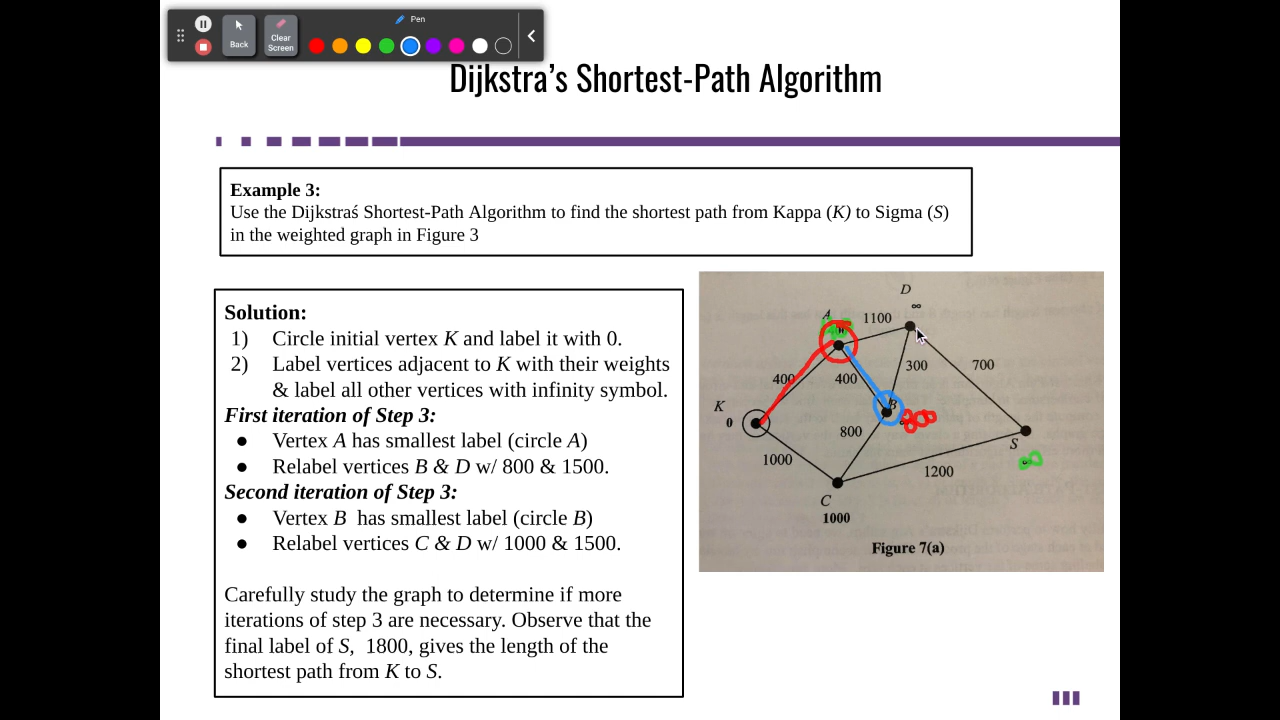 Pen
Back
Clear
Screen
Dijkstra’s Shortest-Path Algorithm
Example 3:
Use the Dijkstraś Shortest-Path Algorithm to find the shortest path from Kappa (K) to Sigma (S)
in the weighted graph in Figure 3
Solution:
1) Circle initial vertex K and label it with 0.
2) Label vertices adjacent to K with their weights
& label all other vertices with infinity symbol.
First iteration of Step 3:
● Vertex A has smallest label (circle A)
● Relabel vertices B & D w/ 800 & 1500.
Second iteration of Step 3:
● Vertex B has smallest label (circle B)
● Relabel vertices C & D w/ 1000 & 1500.
Carefully study the graph to determine if more
iterations of step 3 are necessary. Observe that the
final label of S, 1800, gives the length of the
shortest path from K to S.
D
∞
A
1100
400
400
300
700
K
0
B
800
800
S
∞
1000
1200
C
1000
Figure 7(a)